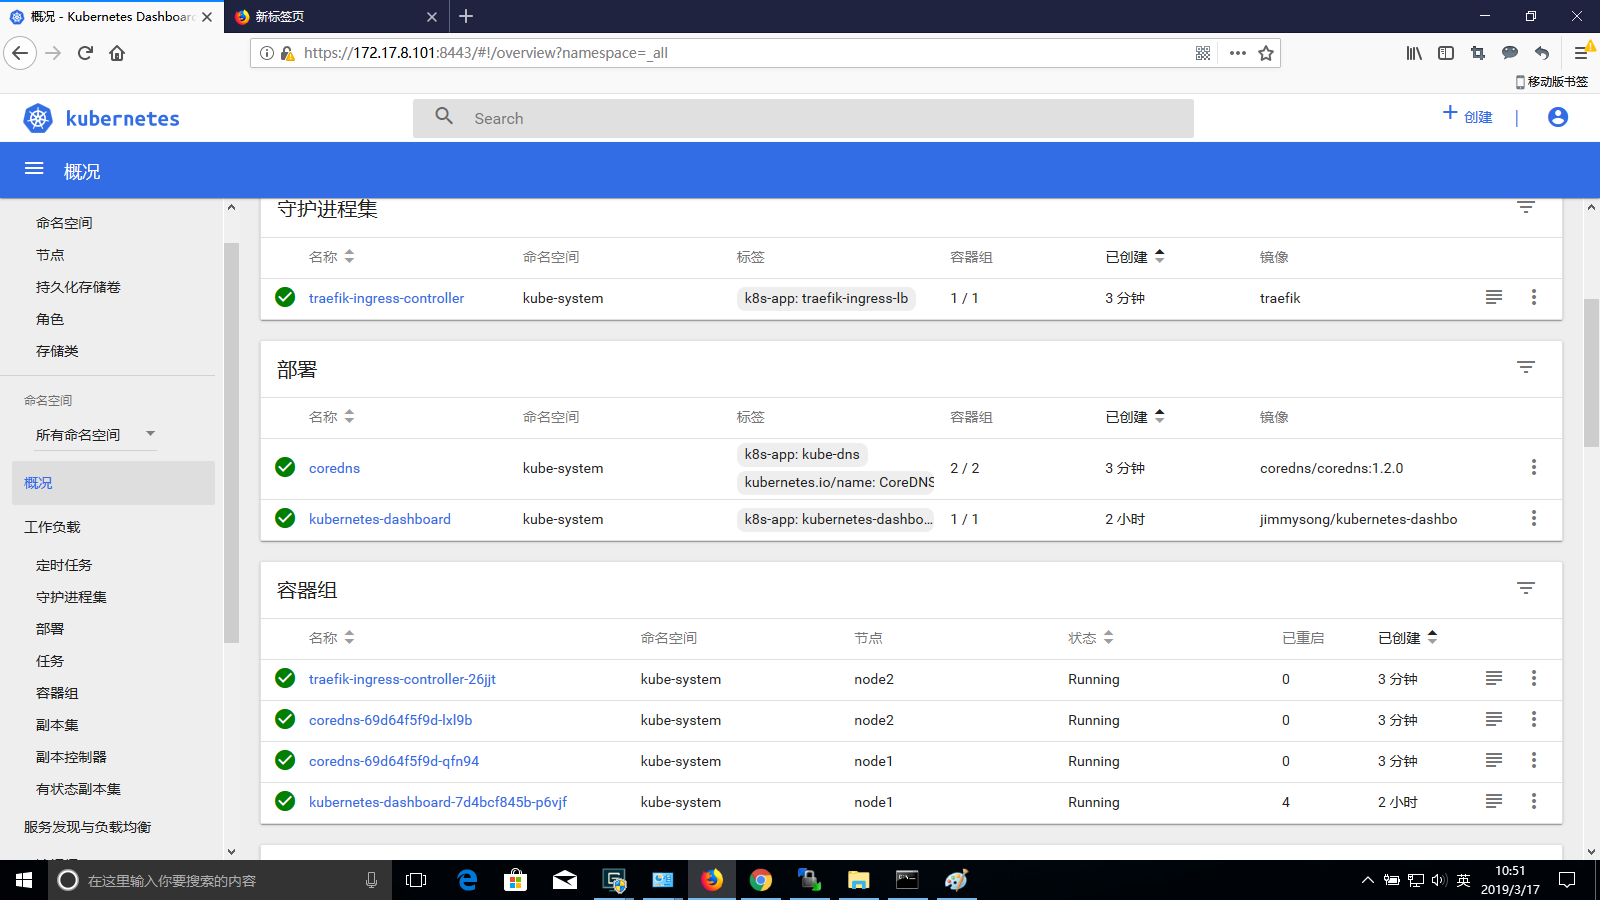 概况 - Kubernetes Dashboard
新标签页
https://172.17.8.101:8443/#!/overview?namespace=_all
移动版书签
kubernetes
Search
创建
概况
命名空间
节点
持久化存储卷
角色
存储类
命名空间
所有命名空间
概况
工作负载
定时任务
守护进程集
部署
任务
容器组
副本集
副本控制器
有状态副本集
服务发现与负载均衡
守护进程集
名称 命名空间 标签 容器组 已创建 镜像
traefik-ingress-controller kube-system k8s-app: traefik-ingress-lb 1 / 1 3 分钟 traefik
部署
名称 命名空间 标签 容器组 已创建 镜像
coredns kube-system k8s-app: kube-dns 2 / 2 3 分钟 coredns/coredns:1.2.0
kubernetes.io/name: CoreDNS
kubernetes-dashboard kube-system k8s-app: kubernetes-dashbo... 1 / 1 2 小时 jimmysong/kubernetes-dashbo
容器组
名称 命名空间 节点 状态 已重启 已创建
traefik-ingress-controller-26jjt kube-system node2 Running 0 3 分钟
coredns-69d64f5f9d-lxl9b kube-system node2 Running 0 3 分钟
coredns-69d64f5f9d-qfn94 kube-system node1 Running 0 3 分钟
kubernetes-dashboard-7d4bcf845b-p6vjf kube-system node1 Running 4 2 小时
在这里输入你要搜索的内容
英
10:51
2019/3/17